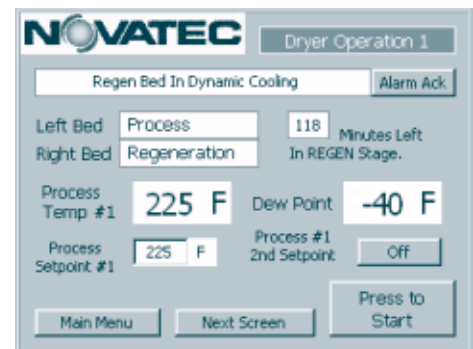 NOVATEC
Dryer Operation 1
Regen Bed In Dynamic Cooling
Alarm Ack
Left Bed Process
118 Minutes Left
Right Bed Regeneration
In REGEN Stage.
Process
Temp #1
225 F
Dew Point
-40 F
Process
Setpoint #1
225 F
Process #1
2nd Setpoint
Off
Main Menu
Next Screen
Press to
Start